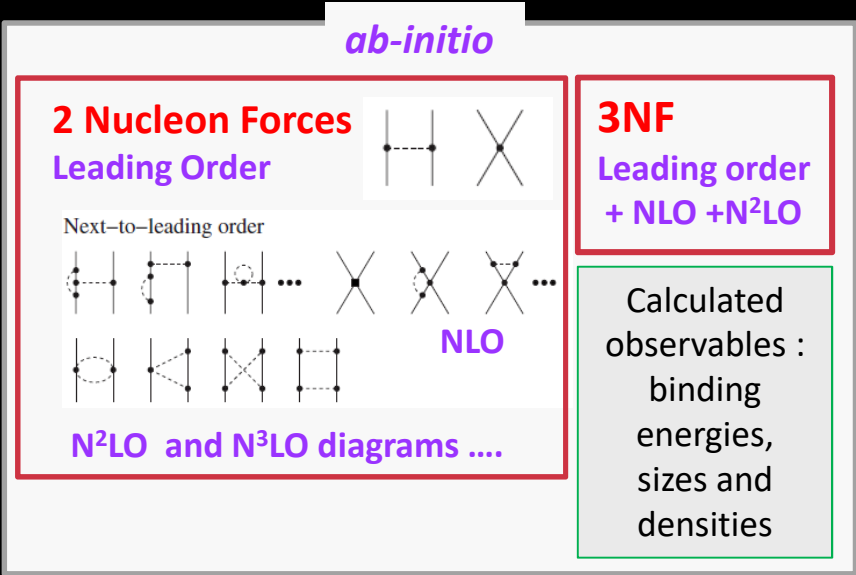 ab-initio
2 Nucleon Forces
Leading Order
Next−to−leading order
NLO
N²LO and N³LO diagrams ....
3NF
Leading order
+ NLO +N²LO
Calculated
observables :
binding
energies,
sizes and
densities